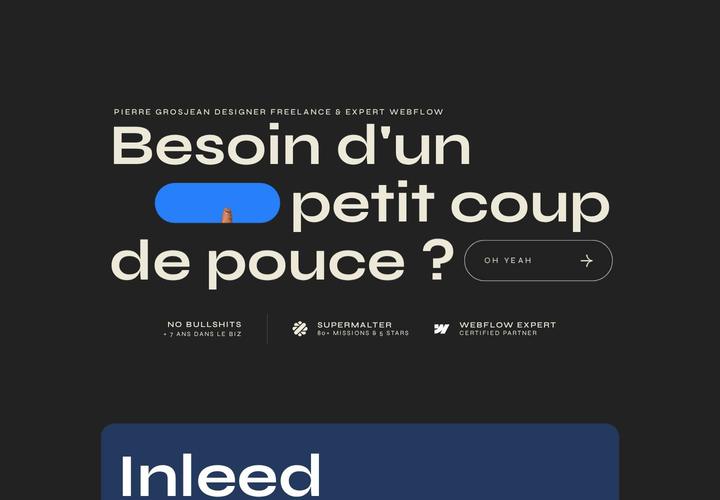 PIERRE GROSJEAN DESIGNER FREELANCE & EXPERT WEBFLOW
Besoin d'un
petit coup
de pouce ?
OH YEAH
NO BULLSHITS
+ 7 ANS DANS LE BIZ
SUPERMALTER
80+ MISSIONS & 5 STARS
WEBFLOW EXPERT
CERTIFIED PARTNER
Inleed